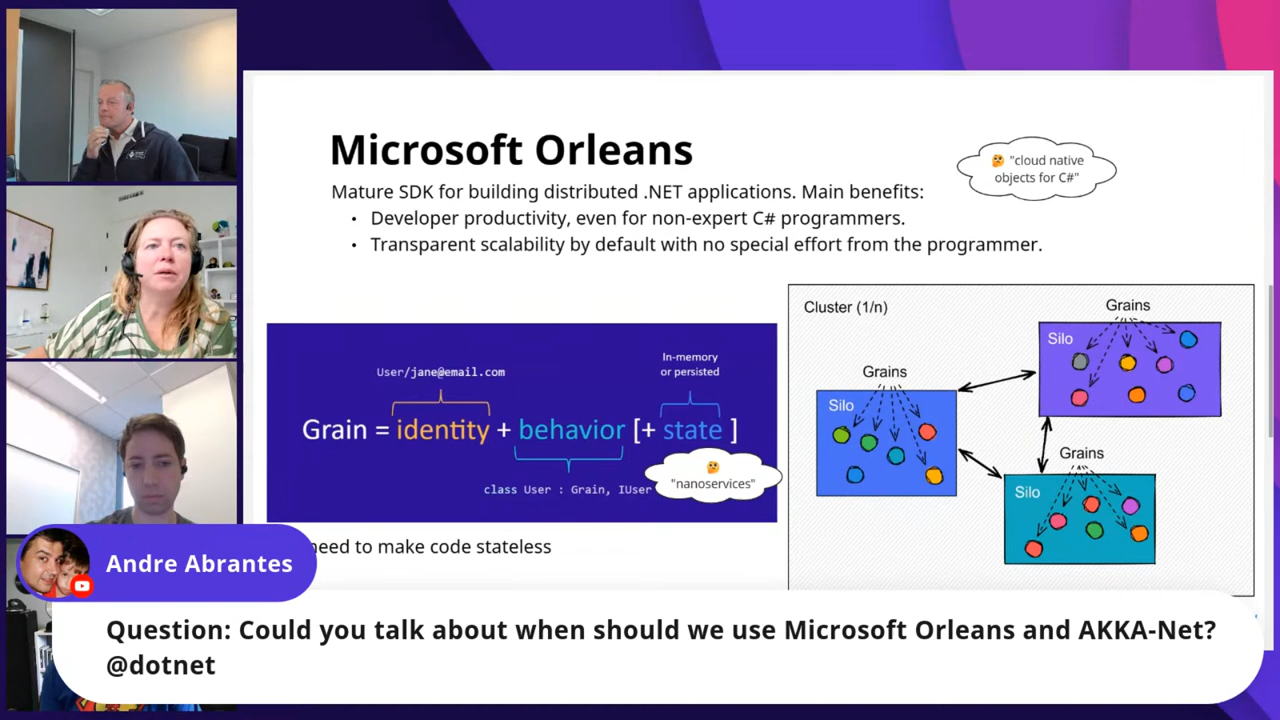 Microsoft Orleans
Mature SDK for building distributed .NET applications. Main benefits:
• Developer productivity, even for non-expert C# programmers.
• Transparent scalability by default with no special effort from the programmer.
🤔 "cloud native
objects for C#"
User/jane@email.com
In-memory
or persisted
Grain = identity + behavior [+ state ]
class User : Grain, IUser
🤔
"nanoservices"
need to make code stateless
Cluster (1/n)
Grains
Silo
Grains
Silo
Grains
Silo
Andre Abrantes
Question: Could you talk about when should we use Microsoft Orleans and AKKA-Net?
@dotnet